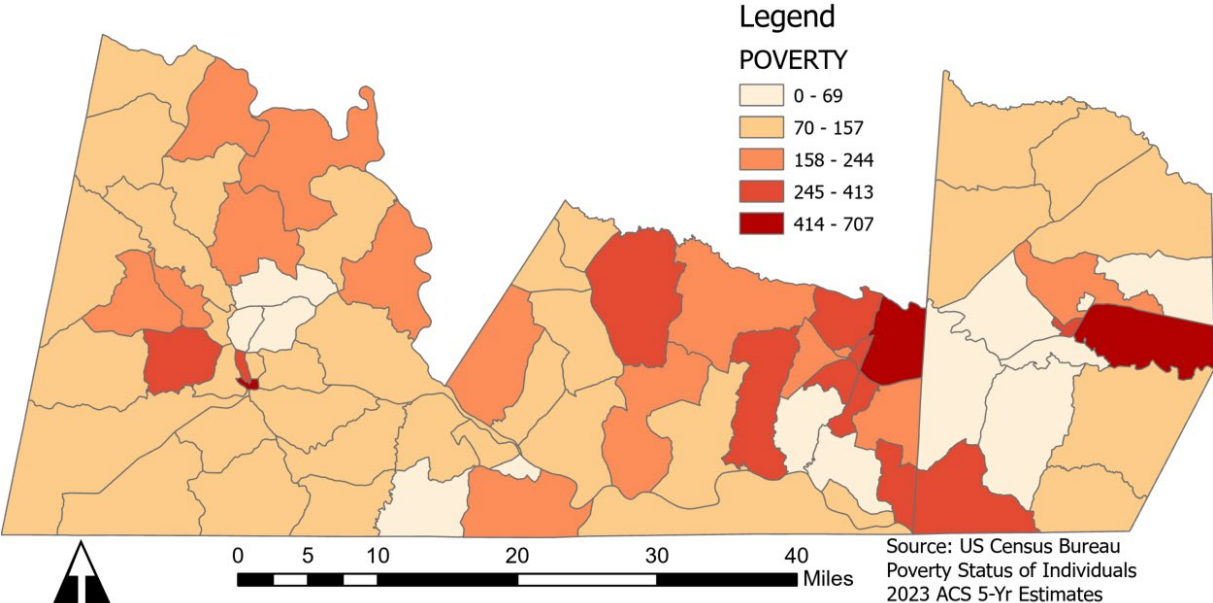 Legend
POVERTY
0 - 69
70 - 157
158 - 244
245 - 413
414 - 707
0 5 10 20 30 40
Miles
Source: US Census Bureau
Poverty Status of Individuals
2023 ACS 5-Yr Estimates